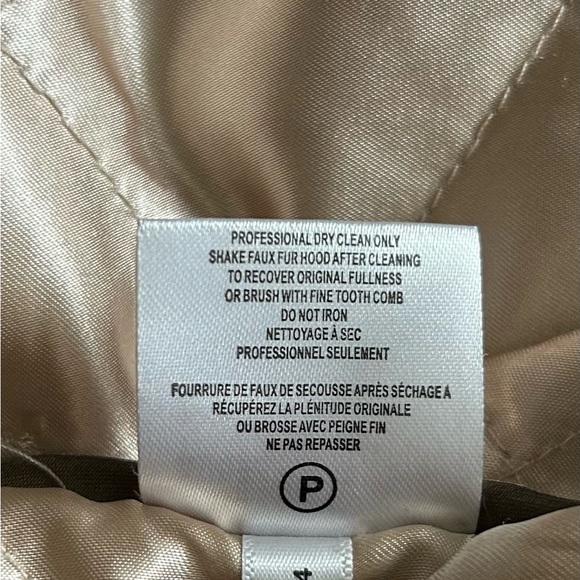 PROFESSIONAL DRY CLEAN ONLY
SHAKE FAUX FUR HOOD AFTER CLEANING
TO RECOVER ORIGINAL FULLNESS
OR BRUSH WITH FINE TOOTH COMB
DO NOT IRON
NETTOYAGE À SEC
PROFESSIONNEL SEULEMENT
FOURRURE DE FAUX DE SECOUSSE APRÈS SÉCHAGE A
RÉCUPÉREZ LA PLÉNITUDE ORIGINALE
OU BROSSE AVEC PEIGNE FIN
NE PAS REPASSER
P
4